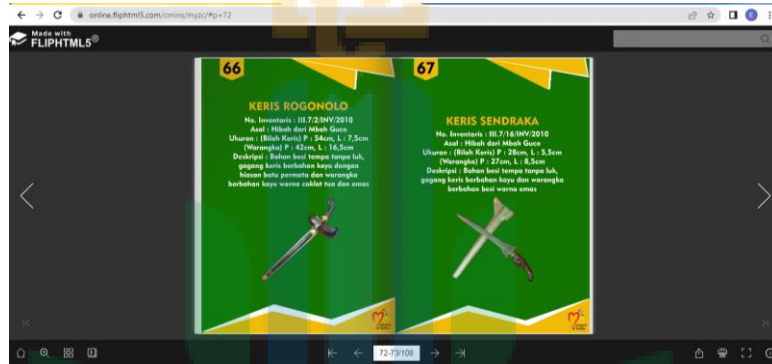 online.fliphtml5.com/cmins/myzc/#p=72
Made with
FLIPHTML5®
66
KERIS ROGONOLO
No. Inventaris : III.7/2/INV/2010
Asal : Hibah dari Mbah Guco
Ukuran : (Bilah Keris) P : 54cm, L : 7,5cm
(Warangka) P : 42cm, L : 16,5cm
Deskripsi : Bahan besi tempa tanpa luk,
gagang keris berbahan kayu dengan
hiasan batu permata dan warangka
berbahan kayu warna coklat tua dan emas
67
KERIS SENDRAKA
No. Inventaris : III.7/16/INV/2010
Asal : Hibah dari Mbah Guco
Ukuran : (Bilah Keris) P : 28cm, L : 5,5cm
(Warangka) P : 27cm, L : 8,5cm
Deskripsi : Bahan besi tempa tanpa luk,
gagang keris berbahan kayu dan warangka
berbahan besi warna emas
72-73/108